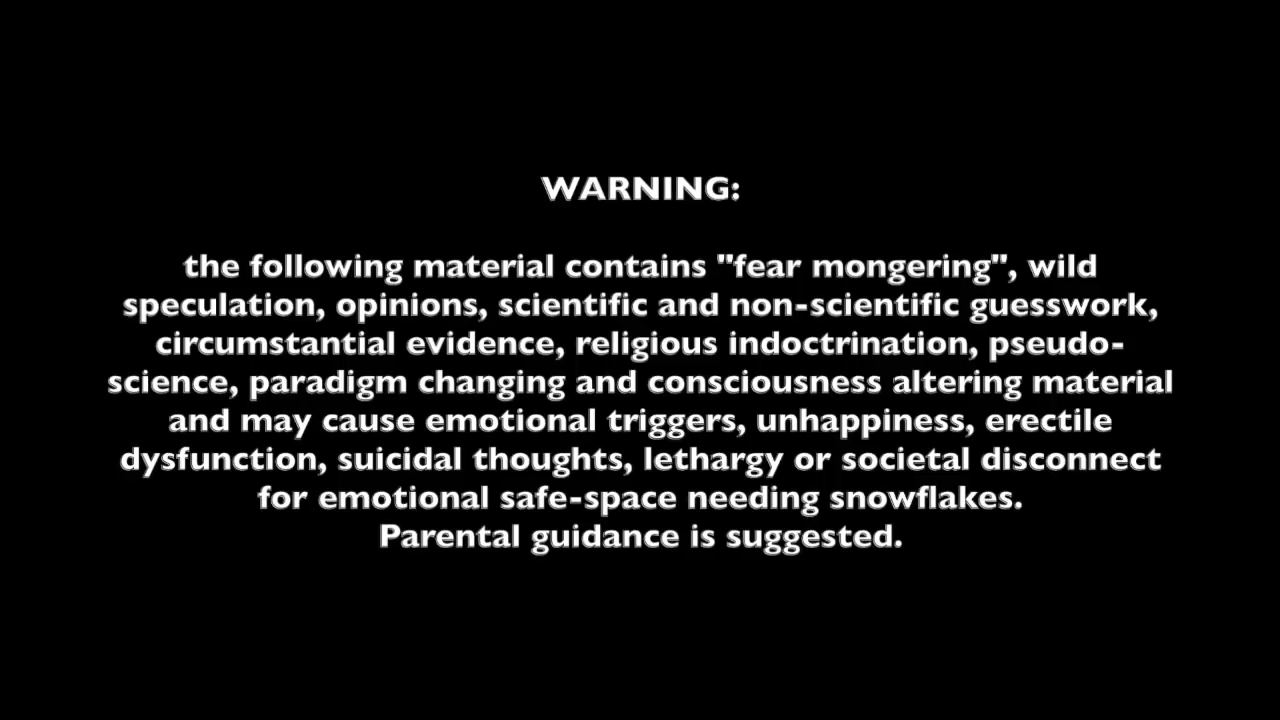 WARNING:
the following material contains "fear mongering", wild
speculation, opinions, scientific and non-scientific guesswork,
circumstantial evidence, religious indoctrination, pseudo-
science, paradigm changing and consciousness altering material
and may cause emotional triggers, unhappiness, erectile
dysfunction, suicidal thoughts, lethargy or societal disconnect
for emotional safe-space needing snowflakes.
Parental guidance is suggested.